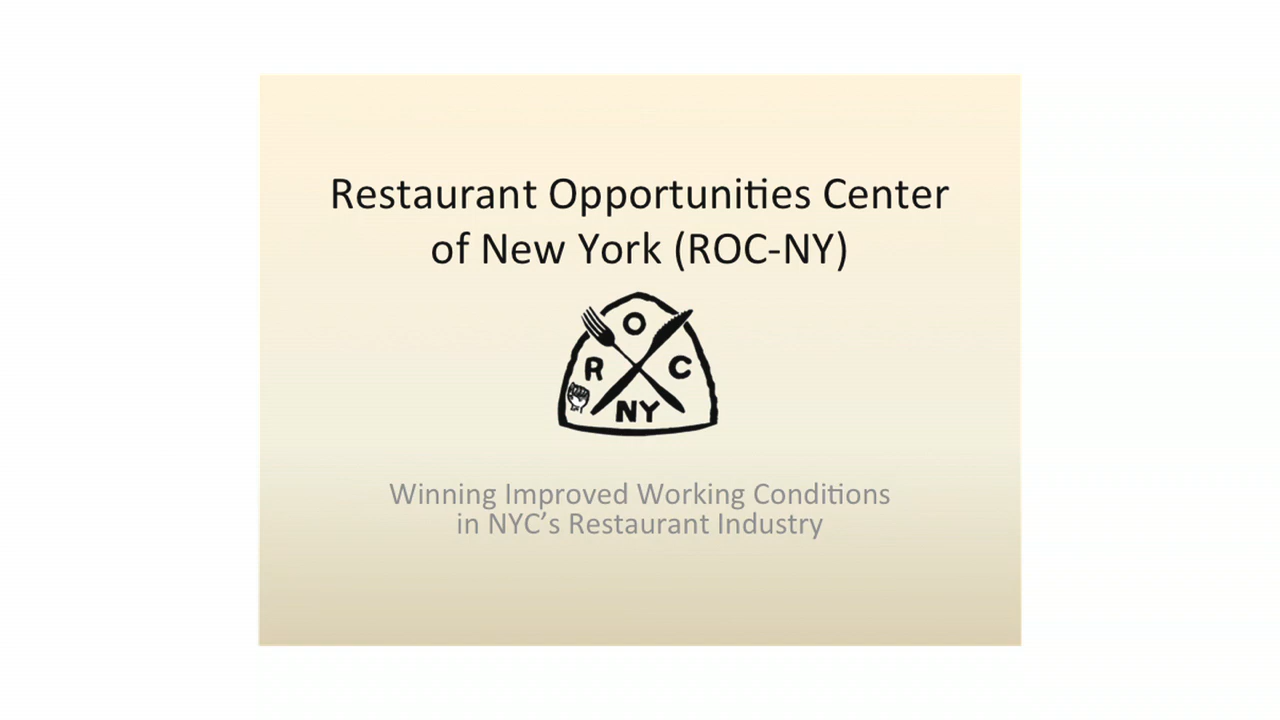 Restaurant Opportunities Center
of New York (ROC-NY)
O
R C
NY
Winning Improved Working Conditions
in NYC's Restaurant Industry